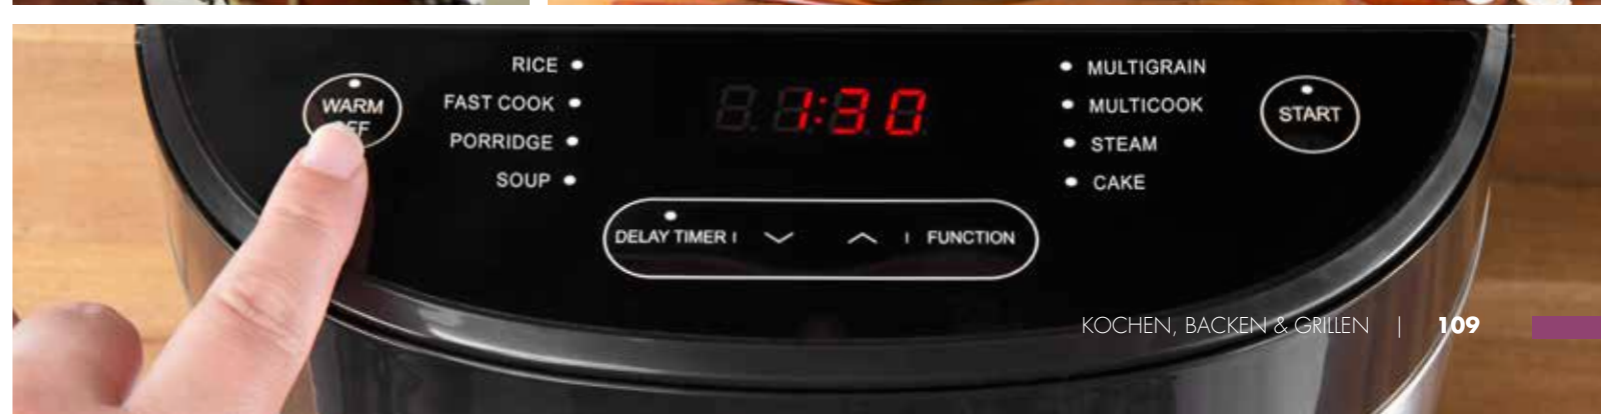 RICE
FAST COOK
PORRIDGE
SOUP
WARM
1:30
MULTIGRAIN
MULTICOOK
STEAM
CAKE
START
DELAY TIMER
FUNCTION
KOCHEN, BACKEN & GRILLEN | 109